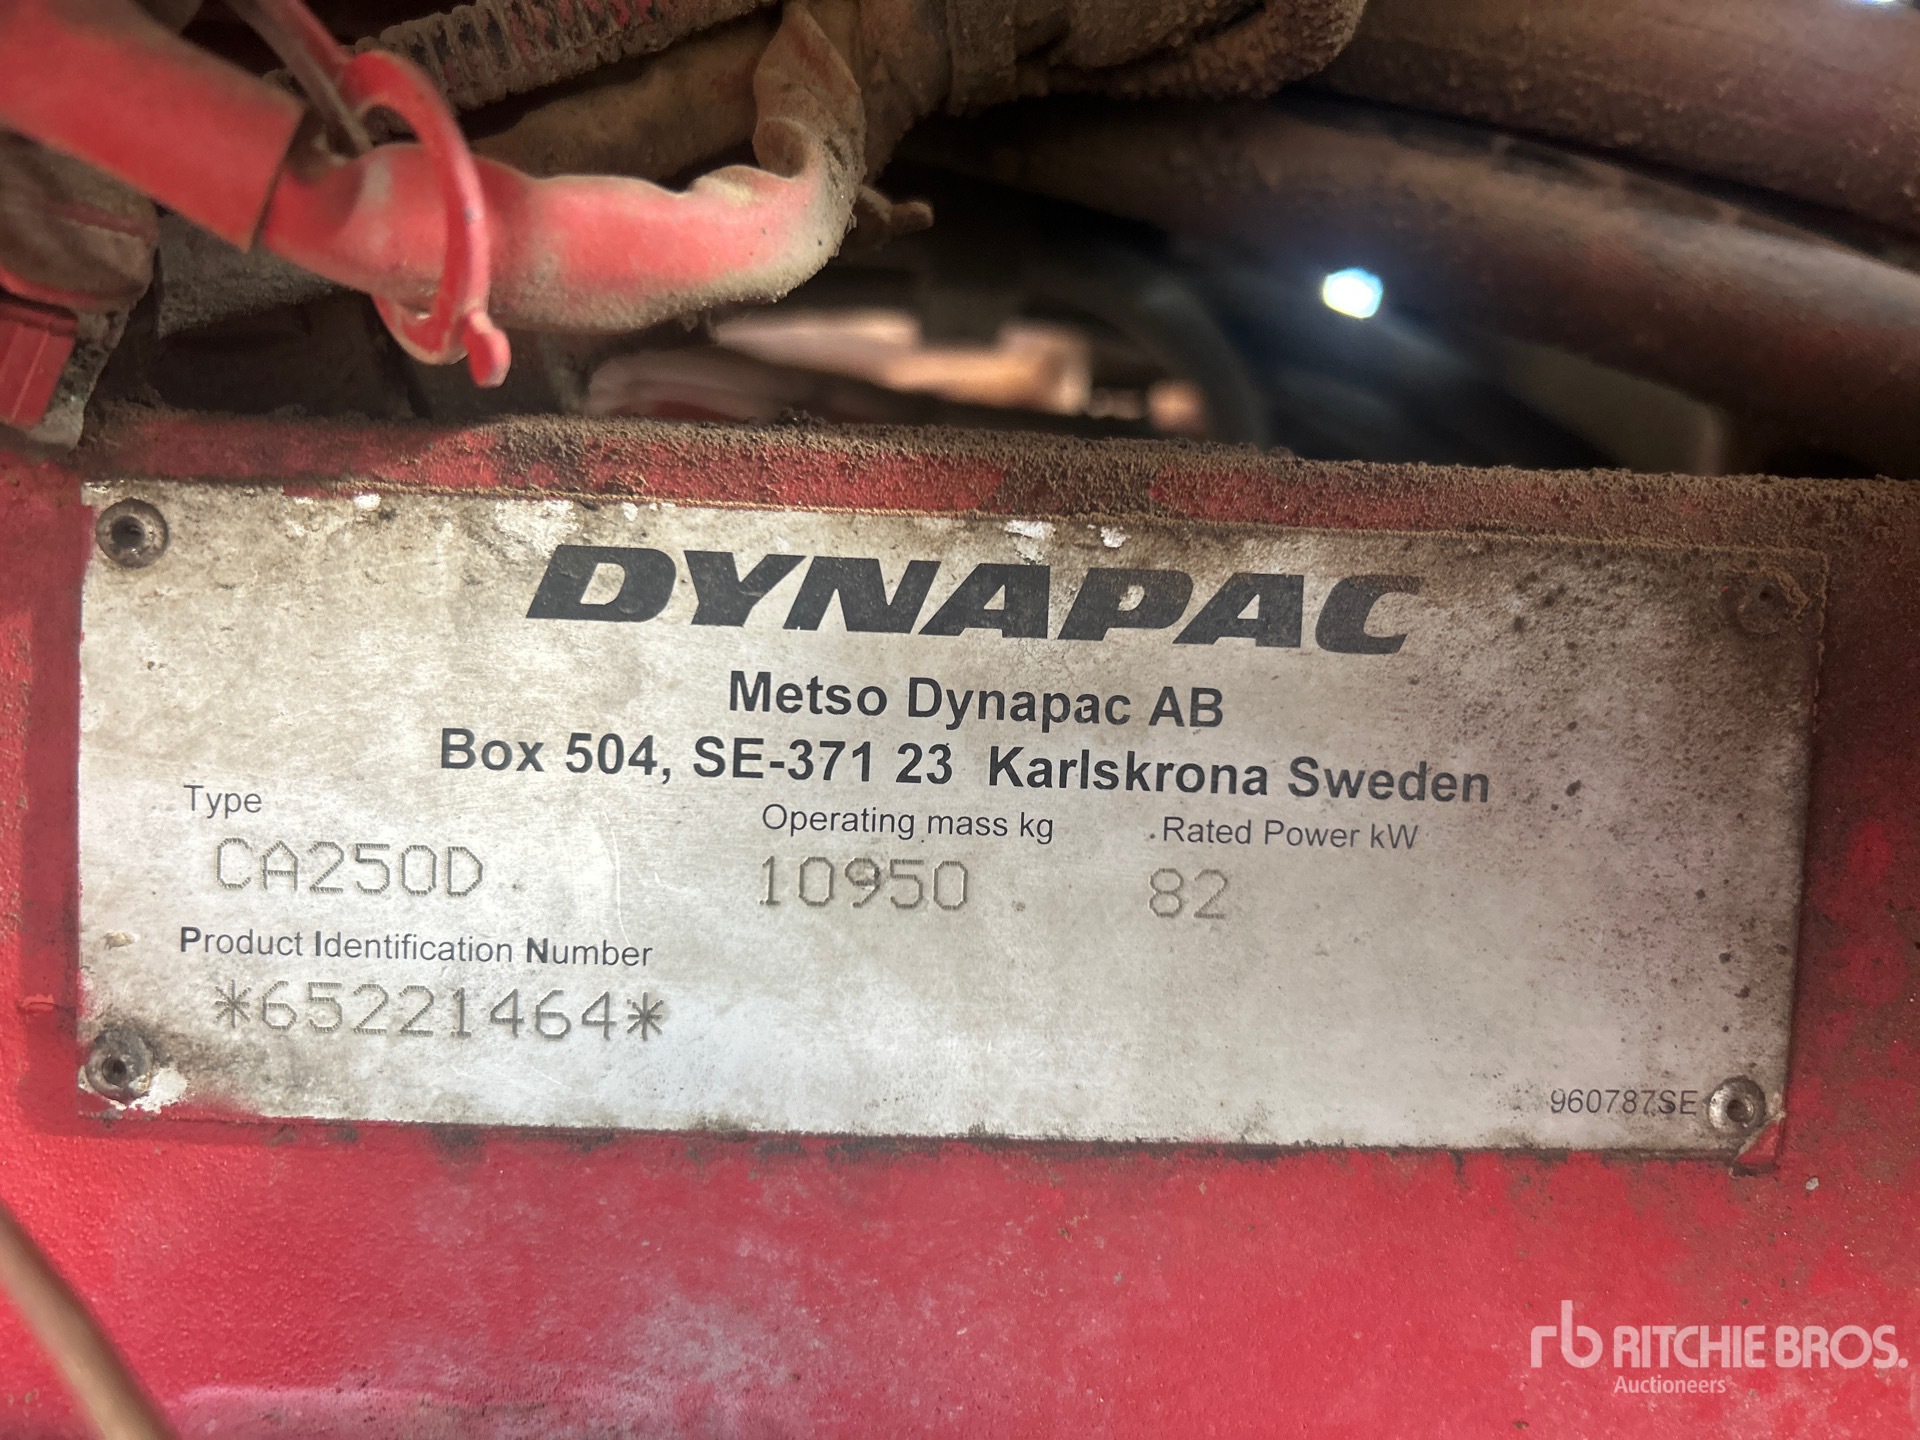 DYNAPAC
Metso Dynapac AB
Box 504, SE-371 23 Karlskrona Sweden
Type Operating mass kg Rated Power kW
CA250D 10950 82
Product Identification Number
*65221464*
960787SE
rb RITCHIE BROS.
Auctioneers